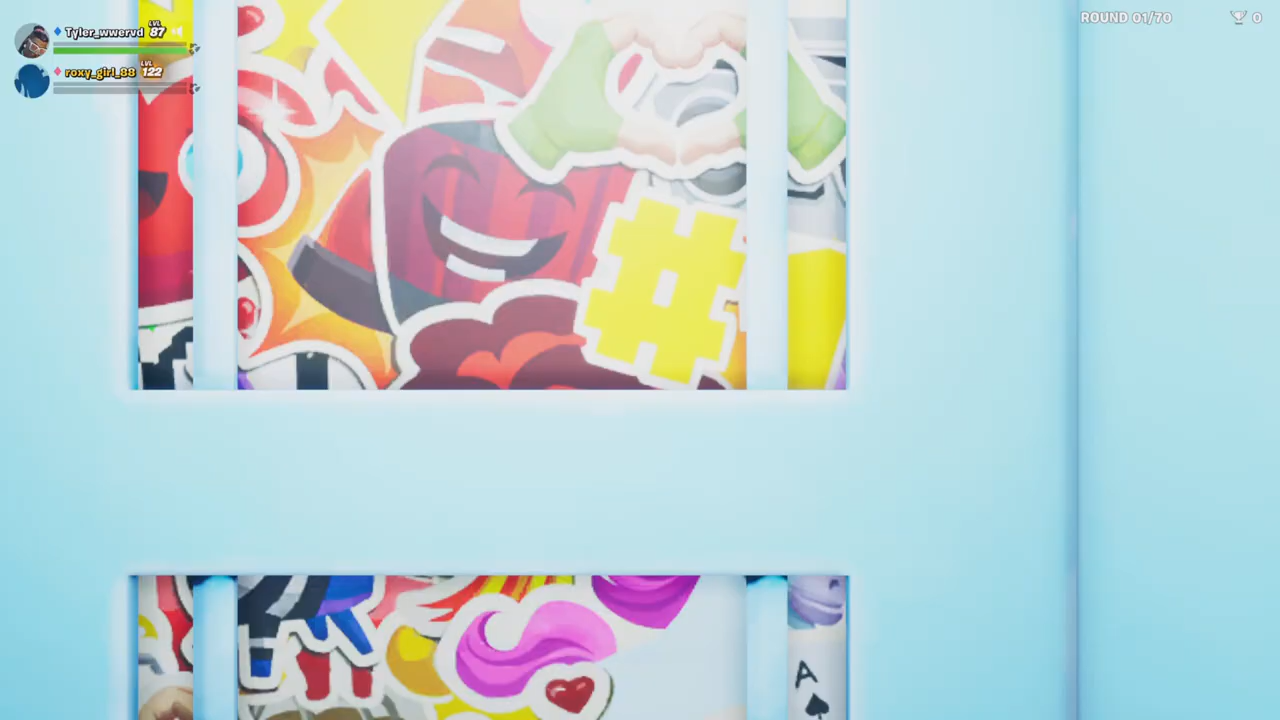 Tyler_wwervd LVL 87
roxy_girl_88 LVL 122
ROUND 01/70
0
#
A